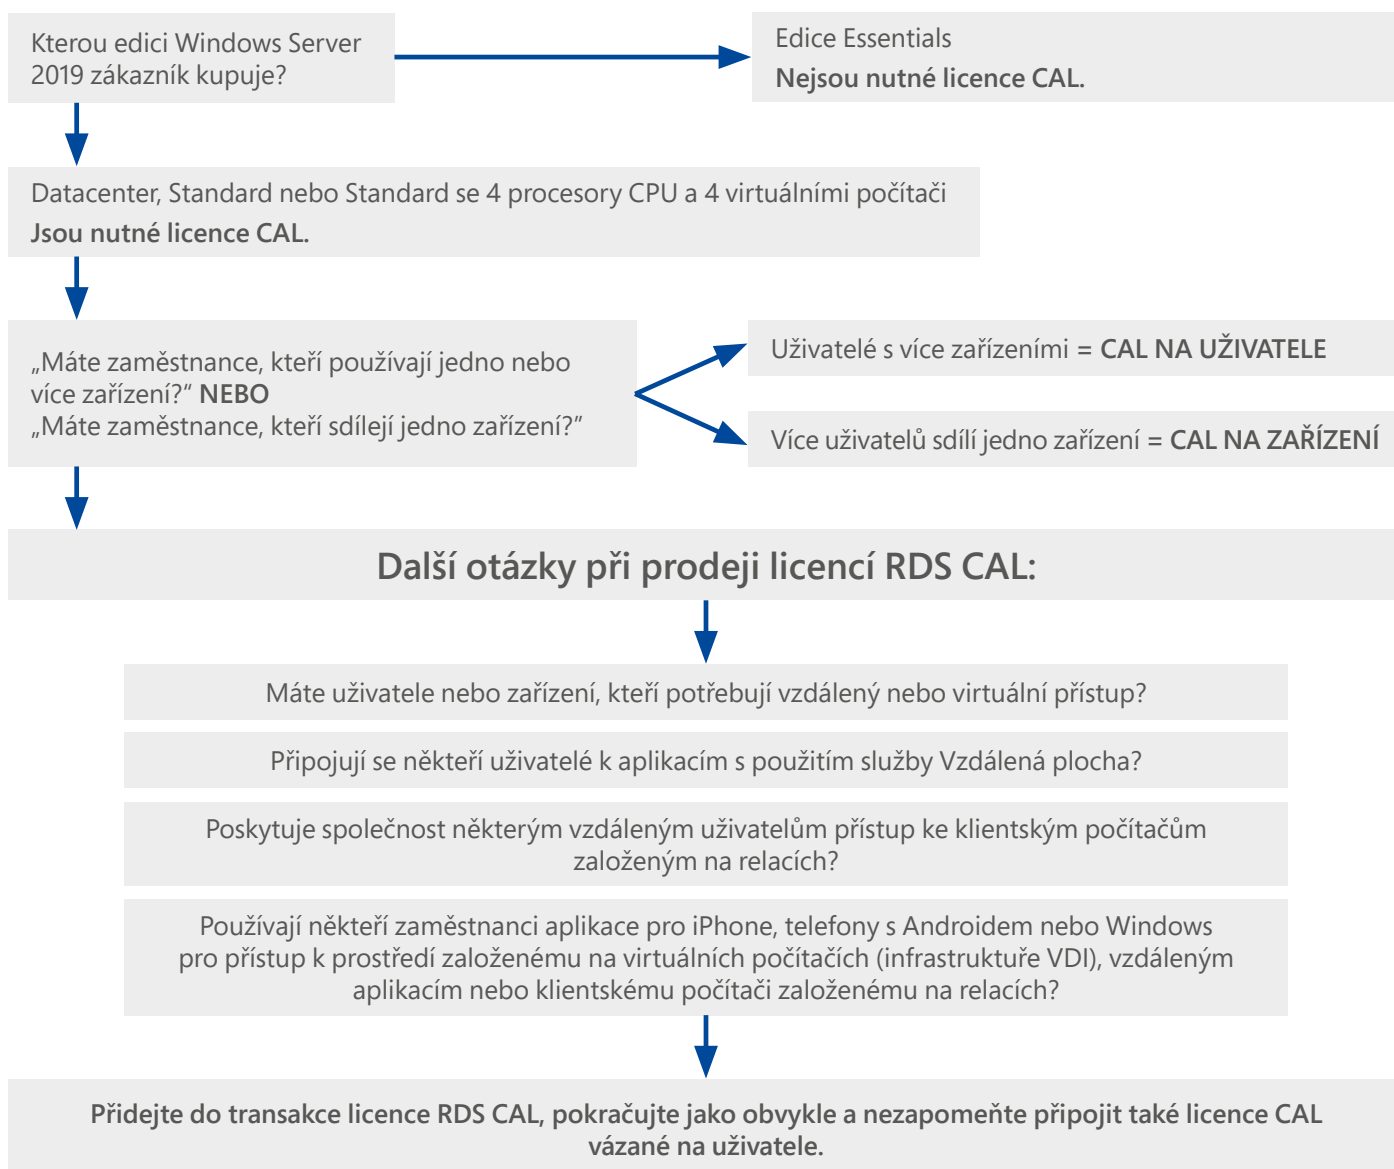 Kterou edici Windows Server
2019 zákazník kupuje?
Edice Essentials
Nejsou nutné licence CAL.
Datacenter, Standard nebo Standard se 4 procesory CPU a 4 virtuálními počítači
Jsou nutné licence CAL.
„Máte zaměstnance, kteří používají jedno nebo
více zařízení?“ NEBO
„Máte zaměstnance, kteří sdílejí jedno zařízení?”
Uživatelé s více zařízeními = CAL NA UŽIVATELE
Více uživatelů sdílí jedno zařízení = CAL NA ZAŘÍZENÍ
Další otázky při prodeji licencí RDS CAL:
Máte uživatele nebo zařízení, kteří potřebují vzdálený nebo virtuální přístup?
Připojují se někteří uživatelé k aplikacím s použitím služby Vzdálená plocha?
Poskytuje společnost některým vzdáleným uživatelům přístup ke klientským počítačům
založeným na relacích?
Používají někteří zaměstnanci aplikace pro iPhone, telefony s Androidem nebo Windows
pro přístup k prostředí založenému na virtuálních počítačích (infrastruktuře VDI), vzdáleným
aplikacím nebo klientskému počítači založenému na relacích?
Přidejte do transakce licence RDS CAL, pokračujte jako obvykle a nezapomeňte připojit také licence CAL
vázané na uživatele.